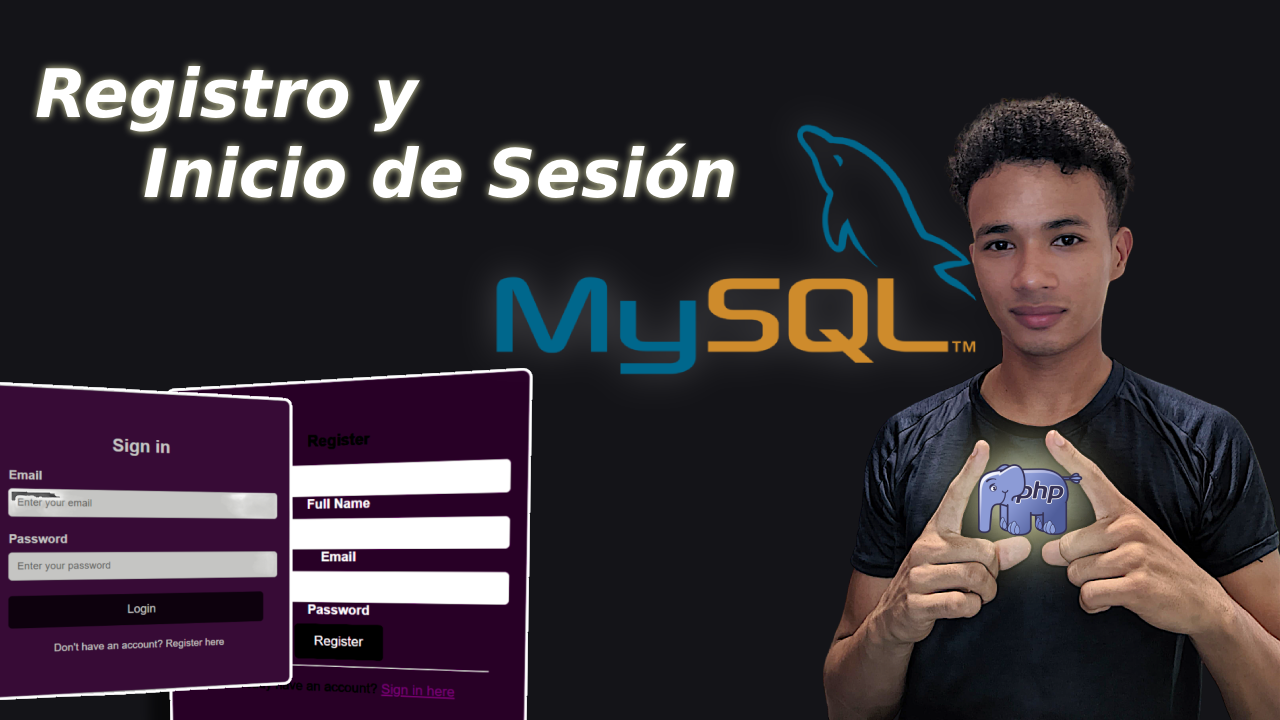 Registro y
Inicio de Sesión
MySQL™
php
Sign in
Email
Enter your email
Password
Enter your password
Login
Don't have an account? Register here
Register
Full Name
Email
Password
Register
have an account? Sign in here